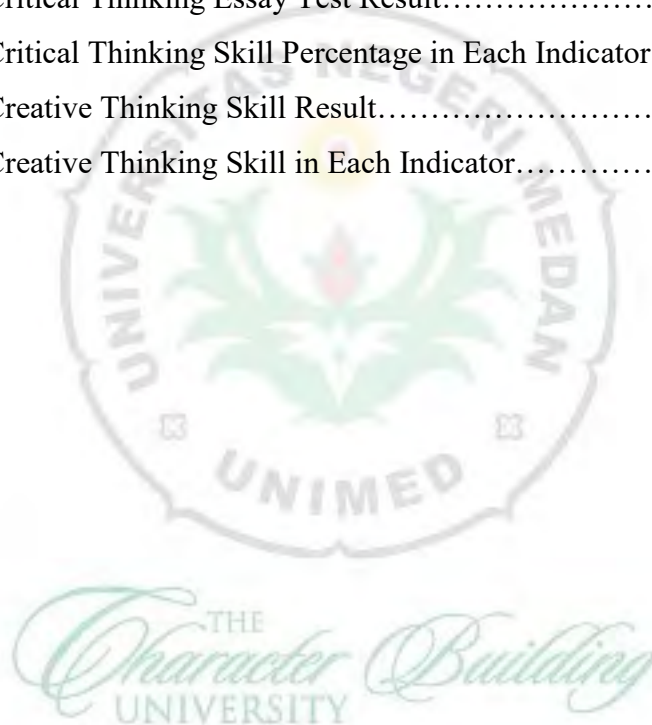 Critical Thinking Essay Test Result…………………
Critical Thinking Skill Percentage in Each Indicator
Creative Thinking Skill Result………………………
Creative Thinking Skill in Each Indicator……………
UNIVERSITAS NEGERI MEDAN
UNIMED
THE
Character Building
UNIVERSITY